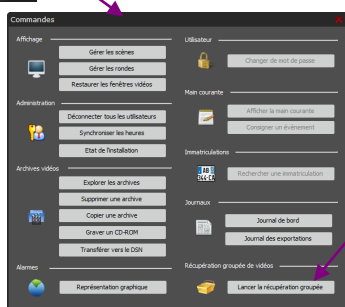 Commandes
Affichage
Gérer les scènes
Gérer les rondes
Restaurer les fenêtres vidéos
Administration
Déconnecter tous les utilisateurs
Synchroniser les heures
Etat de l'installation
Archives vidéos
Explorer les archives
Supprimer une archive
Copier une archive
Graver un CD-ROM
Transférer vers le DSN
Alarmes
Représentation graphique
Utilisateur
Changer de mot de passe
Main courante
Afficher la main courante
Consigner un événement
Immatriculations
AB
344-CA
Rechercher une immatriculation
Journaux
Journal de bord
Journal des exportations
Récupération groupée de vidéos
Lancer la récupération groupée